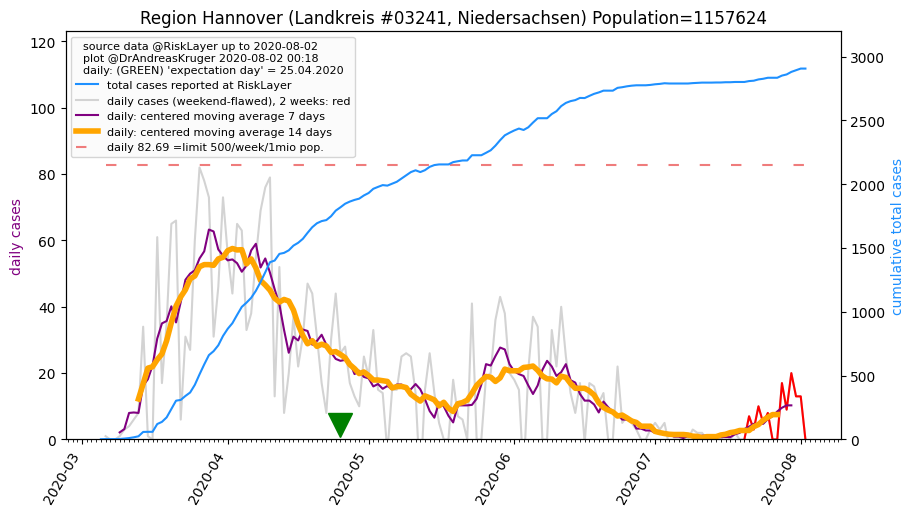 Region Hannover (Landkreis #03241, Niedersachsen) Population=1157624
source data @RiskLayer up to 2020-08-02
plot @DrAndreasKruger 2020-08-02 00:18
daily: (GREEN) 'expectation day' = 25.04.2020
total cases reported at RiskLayer
daily cases (weekend-flawed), 2 weeks: red
daily: centered moving average 7 days
daily: centered moving average 14 days
daily 82.69 =limit 500/week/1mio pop.
daily cases
120
100
80
60
40
20
0
cumulative total cases
3000
2500
2000
1500
1000
500
0
2020-03
2020-04
2020-05
2020-06
2020-07
2020-08